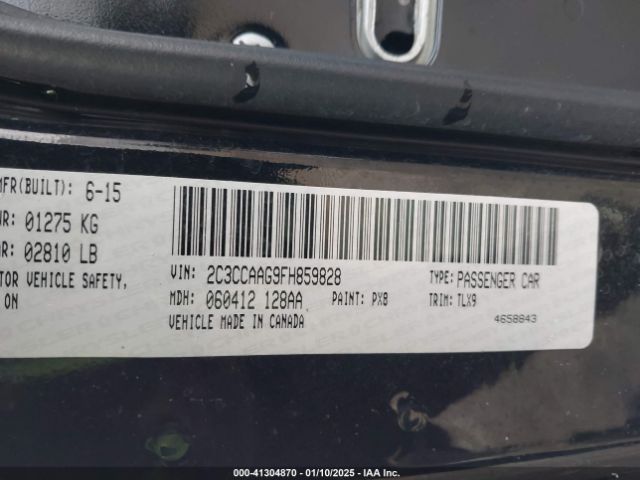 MFR(BUILT): 6-15
01275 KG
02810 LB
VEHICLE SAFETY,
ON
VIN: 2C3CCAAG9FH859828
TYPE: PASSENGER CAR
MDH: 060412 128AA
PAINT: PX8
TRIM: TLX9
VEHICLE MADE IN CANADA
4658843
000-41304870 | 01/10/2025 | IAA Inc.